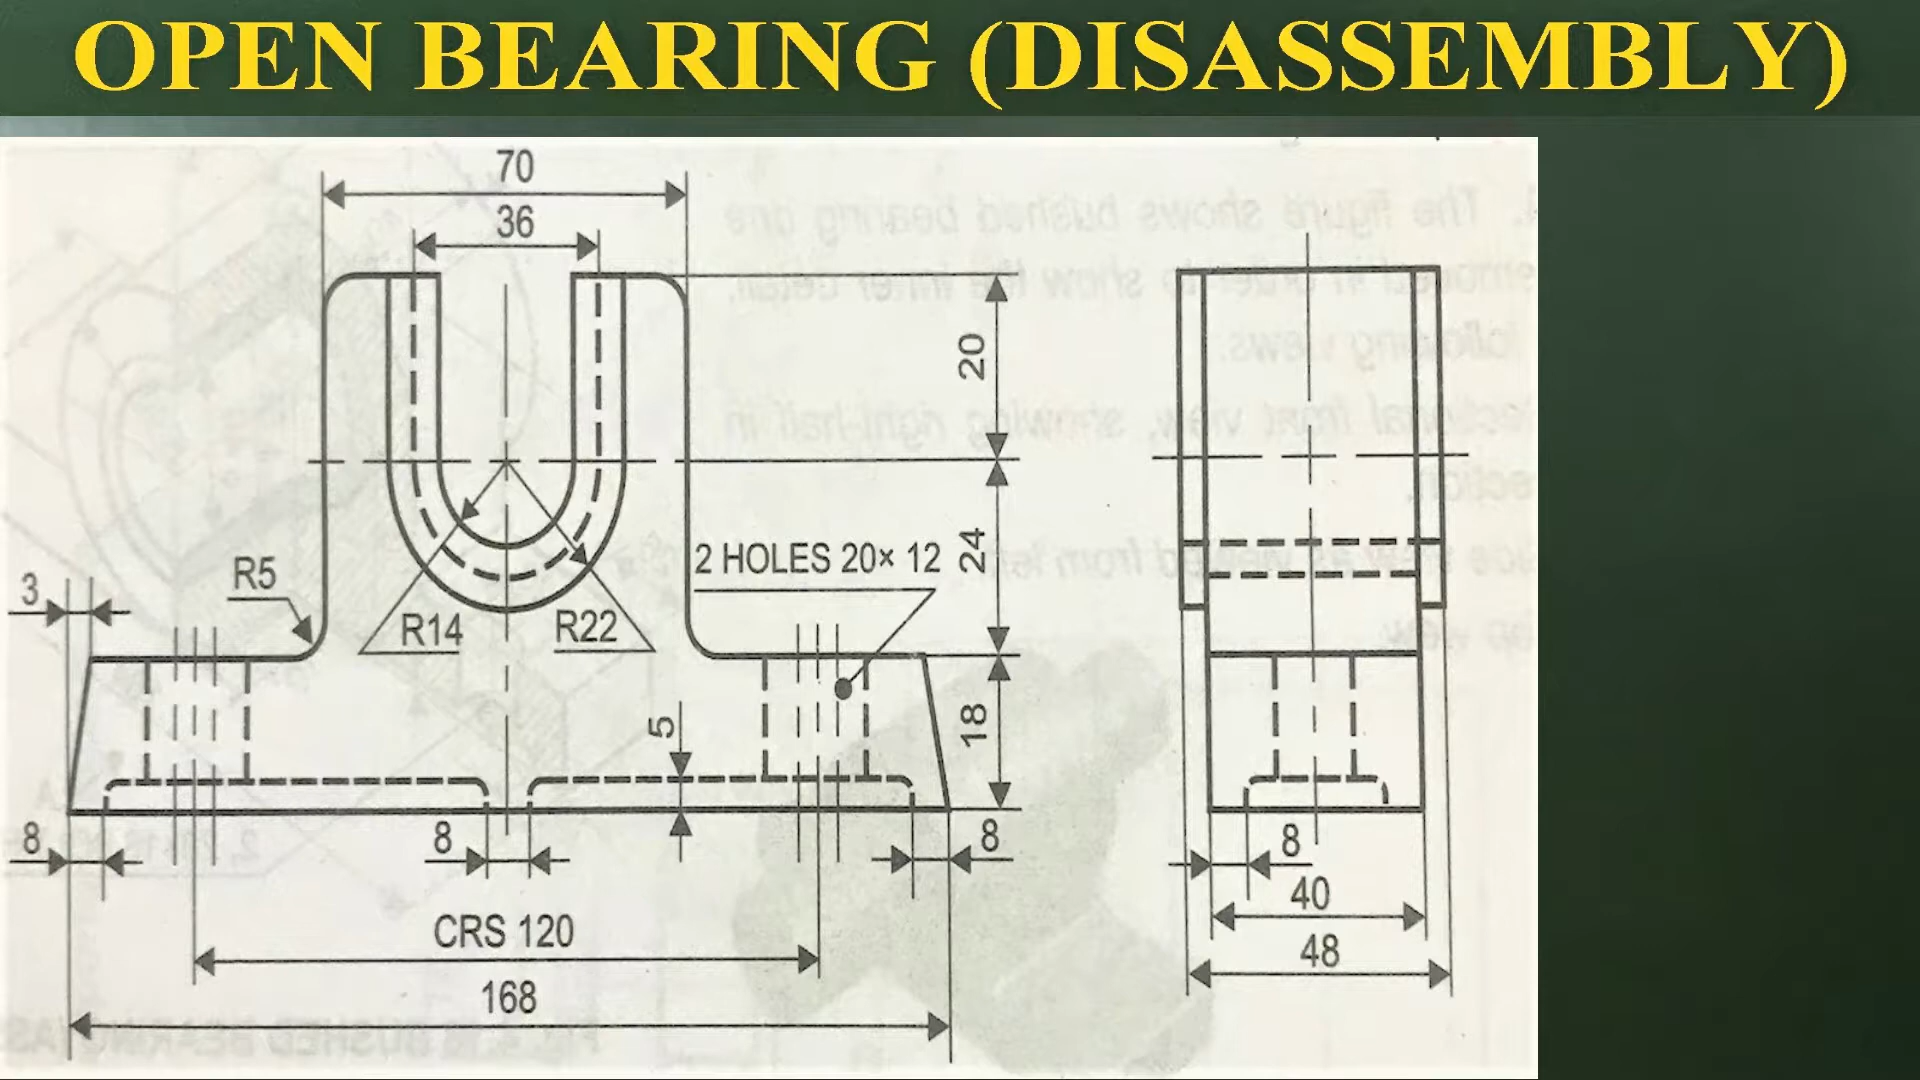 OPEN BEARING (DISASSEMBLY)
70
36
20
3
R5
R14
R22
2 HOLES 20× 12
24
5
18
8
8
8
CRS 120
168
8
40
48